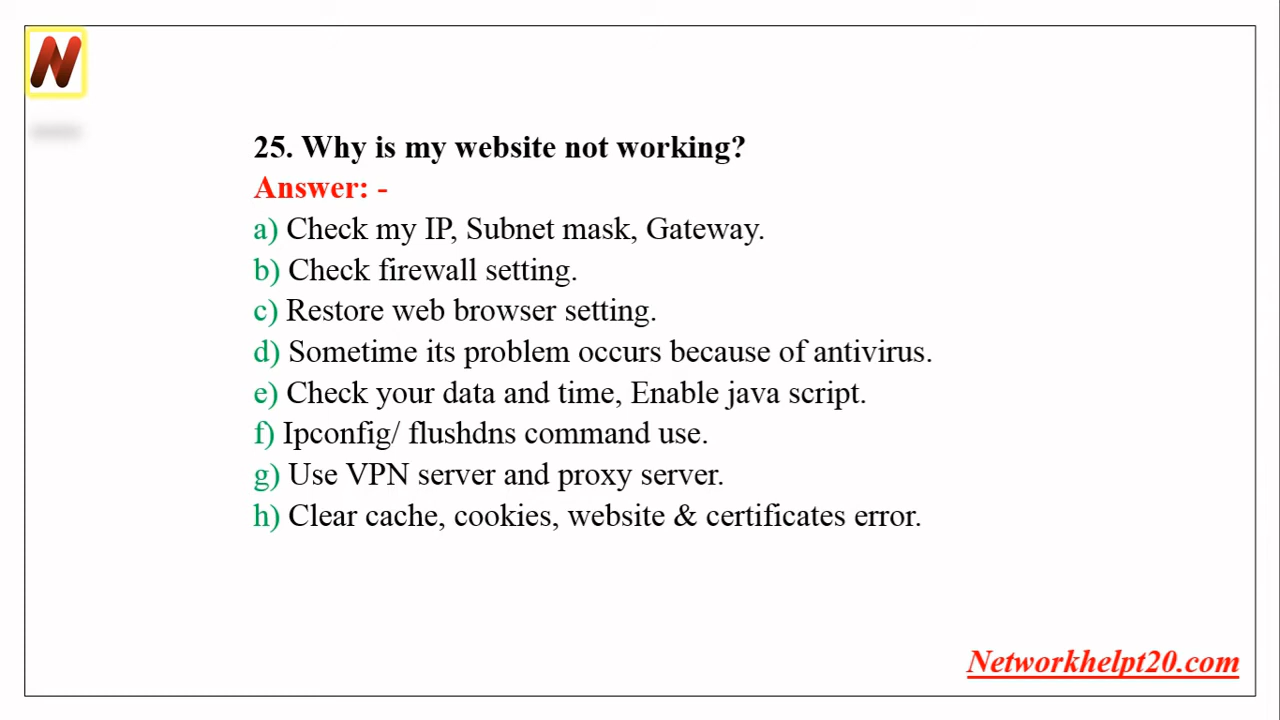 N
25. Why is my website not working?
Answer: -
a) Check my IP, Subnet mask, Gateway.
b) Check firewall setting.
c) Restore web browser setting.
d) Sometime its problem occurs because of antivirus.
e) Check your data and time, Enable java script.
f) Ipconfig/ flushdns command use.
g) Use VPN server and proxy server.
h) Clear cache, cookies, website & certificates error.
Networkhelpt20.com